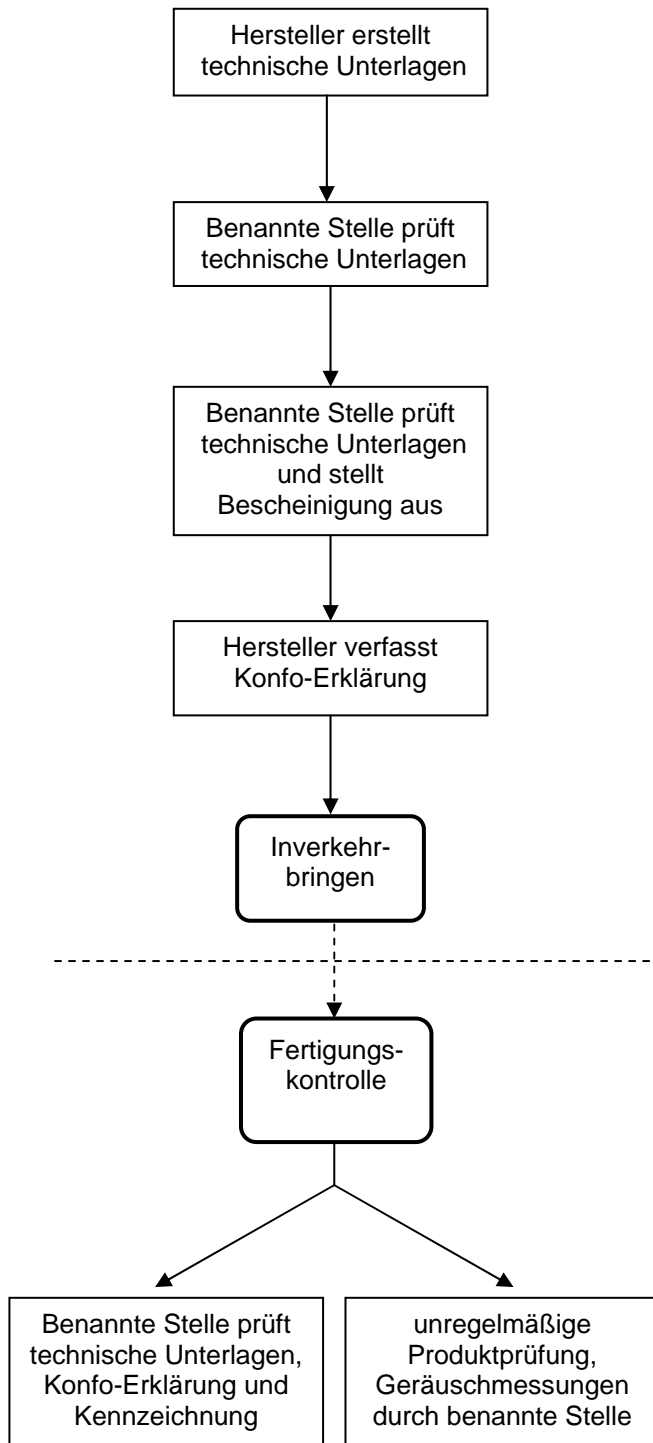 Hersteller erstellt
technische Unterlagen
Benannte Stelle prüft
technische Unterlagen
Benannte Stelle prüft
technische Unterlagen
und stellt
Bescheinigung aus
Hersteller verfasst
Konfo-Erklärung
Inverkehr-
bringen
Fertigungs-
kontrolle
Benannte Stelle prüft
technische Unterlagen,
Konfo-Erklärung und
Kennzeichnung
unregelmäßige
Produktprüfung,
Geräuschmessungen
durch benannte Stelle